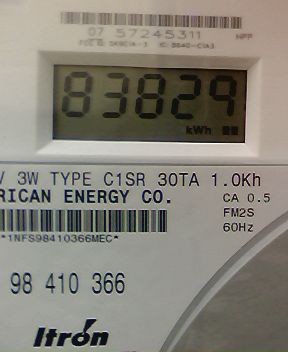 07 57245311
83829
kWh
V 3W TYPE C1SR 30TA 1.0Kh
RICAN ENERGY CO.
CA 0.5
FM2S
60Hz
*1NFS98410366MEC*
98 410 366
Itron